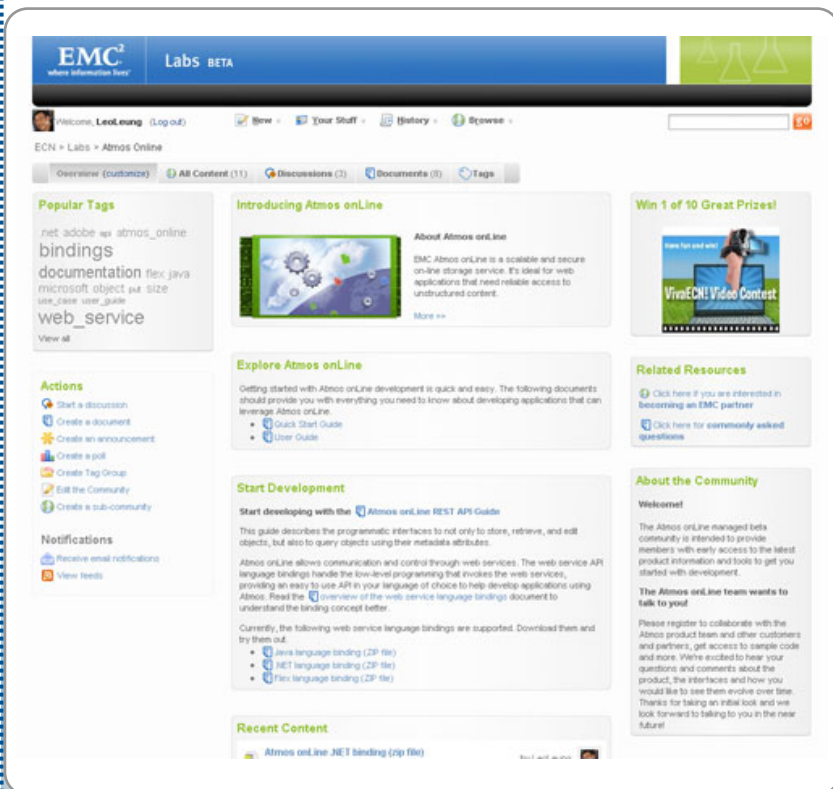 EMC²
where information lives®
Labs BETA
Welcome, LeoLeung (Log out)
New
Your Stuff
History
Browse
go
ECN > Labs > Atmos Online
Overview (customize)
All Content (11)
Discussions (3)
Documents (8)
Tags
Popular Tags
.net adobe api atmos_online
bindings
documentation flex java
microsoft object put size
use_case user_guide
web_service
View all
Actions
Start a discussion
Create a document
Create an announcement
Create a poll
Create Tag Group
Edit the Community
Create a sub-community
Notifications
Receive email notifications
View feeds
Introducing Atmos onLine
About Atmos onLine
EMC Atmos onLine is a scalable and secure
on-line storage service. It's ideal for web
applications that need reliable access to
unstructured content.
More >>
Explore Atmos onLine
Getting started with Atmos onLine development is quick and easy. The following documents
should provide you with everything you need to know about developing applications that can
leverage Atmos onLine.
Quick Start Guide
User Guide
Start Development
Start developing with the Atmos onLine REST API Guide
This guide describes the programmatic interfaces to not only to store, retrieve, and edit
objects, but also to query objects using their metadata attributes.
Atmos onLine allows communication and control through web services. The web service API
language bindings handle the low-level programming that invokes the web services,
providing an easy to use API in your language of choice to help develop applications using
Atmos. Read the overview of the web service language bindings document to
understand the binding concept better.
Currently, the following web service language bindings are supported. Download them and
try them out.
Java language binding (ZIP file)
.NET language binding (ZIP file)
Flex language binding (ZIP file)
Recent Content
Atmos onLine .NET binding (zip file)
by LeoLeung
Win 1 of 10 Great Prizes!
Have fun and win!
VivaECN! Video Contest
Related Resources
Click here if you are interested in
becoming an EMC partner
Click here for commonly asked
questions
About the Community
Welcome!
The Atmos onLine managed beta
community is intended to provide
members with early access to the latest
product information and tools to get you
started with development.
The Atmos onLine team wants to
talk to you!
Please register to collaborate with the
Atmos product team and other customers
and partners, get access to sample code
and more. We're excited to hear your
questions and comments about the
product, the interfaces and how you
would like to see them evolve over time.
Thanks for taking an initial look and we
look forward to talking to you in the near
future!